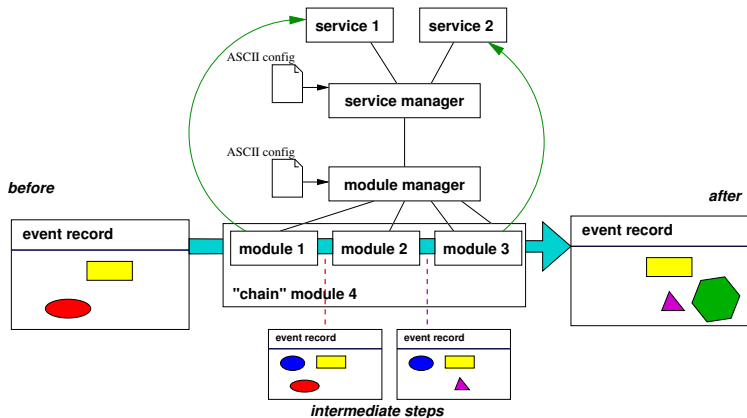 service 1
service 2
ASCII config
service manager
ASCII config
module manager
before
after
event record
module 1
module 2
module 3
"chain" module 4
event record
event record
event record
intermediate steps